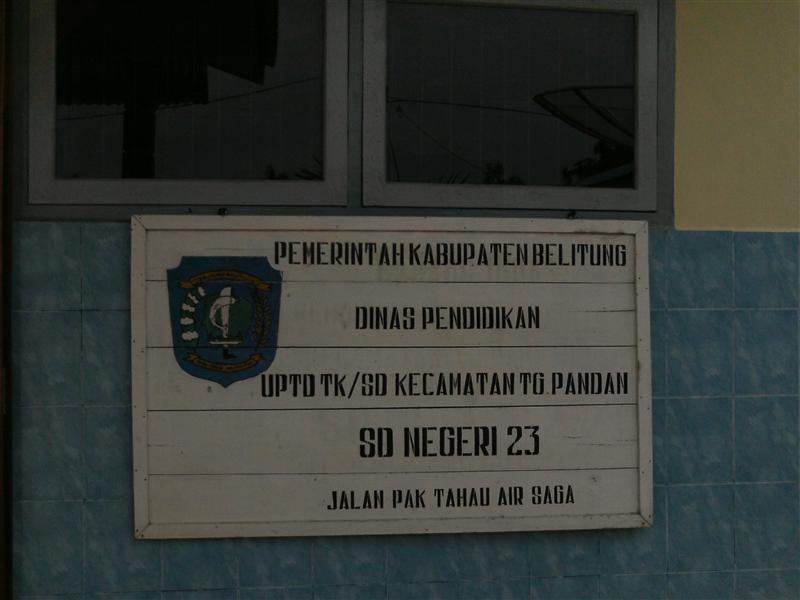 PEMERINTAH KABUPATEN BELITUNG
DINAS PENDIDIKAN
UPTD TK/SD KECAMATAN TG. PANDAN
SD NEGERI 23
JALAN PAK TAHAU AIR SAGA